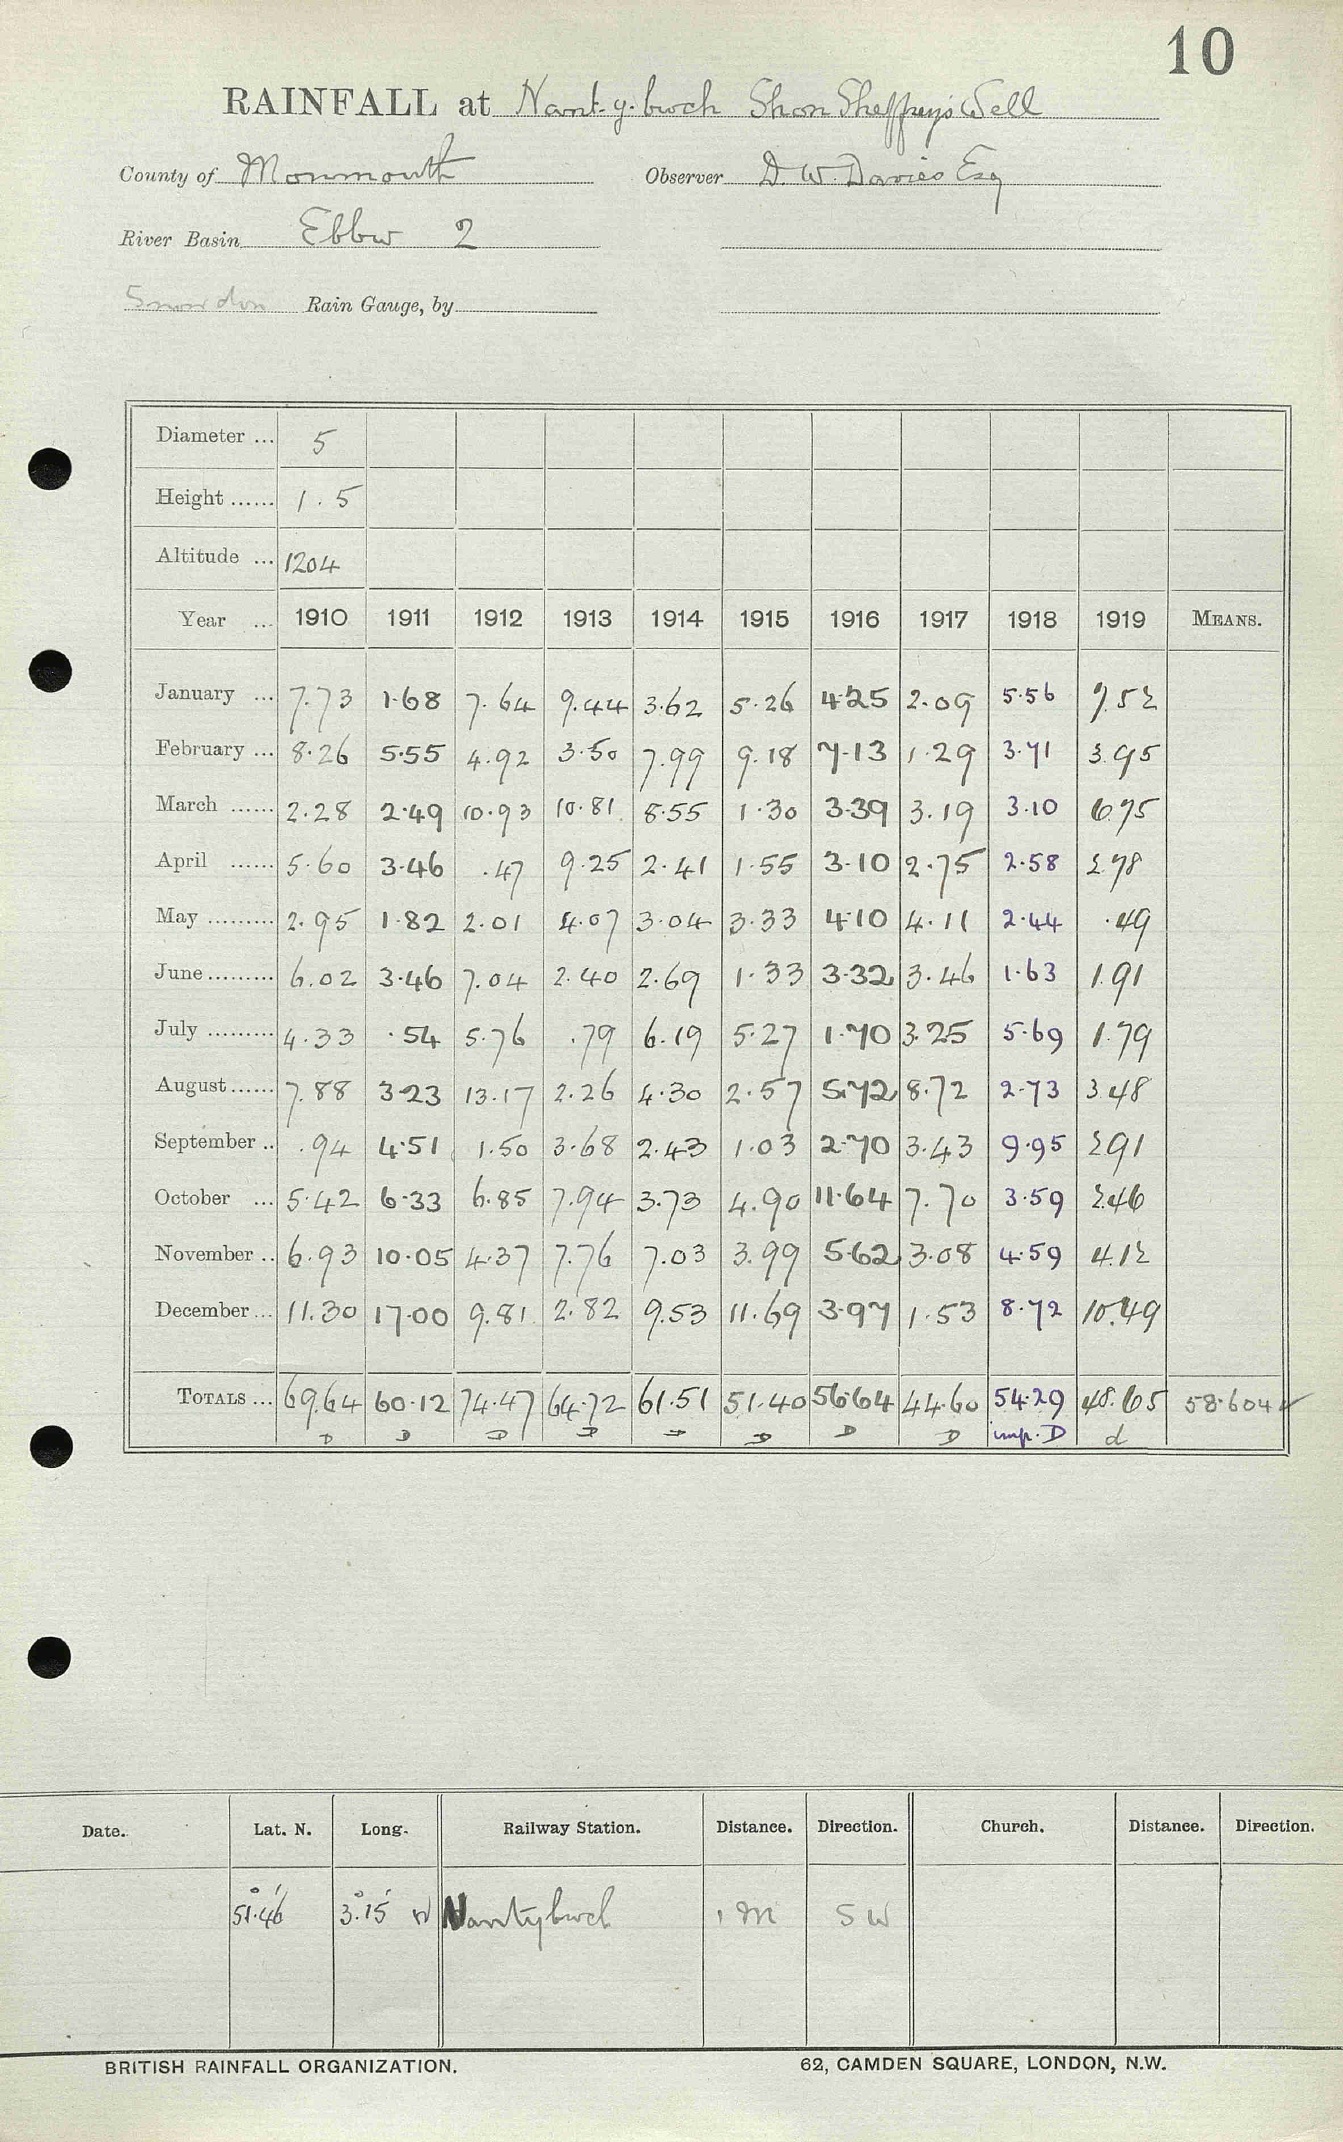 10
RAINFALL at Nant-y-bwch Shon Sheffrey's Well
County of Monmouth Observer D. W. Davies Esq
River Basin Ebbw 2
Snowdon Rain Gauge, by
Diameter ... 5
Height ...... 1.5
Altitude ... 1204
Year ... 1910 1911 1912 1913 1914 1915 1916 1917 1918 1919 MEANS.
January ... 7.73 1.68 7.64 9.44 3.62 5.26 4.25 2.09 5.56 7.52
February ... 8.26 5.55 4.92 3.50 7.99 9.18 7.13 1.29 3.71 3.95
March ...... 2.28 2.49 10.93 10.81 8.55 1.30 3.39 3.19 3.10 6.75
April ...... 5.60 3.46 .47 9.25 2.41 1.55 3.10 2.75 2.58 2.78
May ......... 2.95 1.82 2.01 4.07 3.04 3.33 4.10 4.11 2.44 .49
June ......... 6.02 3.46 7.04 2.40 2.69 1.33 3.32 3.46 1.63 1.91
July ......... 4.33 .54 5.76 .79 6.19 5.27 1.70 3.25 5.69 1.79
August ...... 7.88 3.23 13.17 2.26 4.30 2.57 5.72 8.72 2.73 3.48
September .. .94 4.51 1.50 3.68 2.43 1.03 2.70 3.43 9.95 2.91
October ... 5.42 6.33 6.85 7.94 3.73 4.90 11.64 7.70 3.59 2.46
November .. 6.93 10.05 4.37 7.76 7.03 3.99 5.62 3.08 4.59 4.12
December ... 11.30 17.00 9.81 2.82 9.53 11.69 3.97 1.53 8.72 10.49
TOTALS ... 69.64 60.12 74.47 64.72 61.51 51.40 56.64 44.60 54.29 48.65 58.604 ✓
D D D D D D D D imp. D d
Date. Lat. N. Long. Railway Station. Distance. Direction. Church. Distance. Direction.
51°.46' 3°.15' W Nantybwch 1 M SW
BRITISH RAINFALL ORGANIZATION. 62, CAMDEN SQUARE, LONDON, N.W.